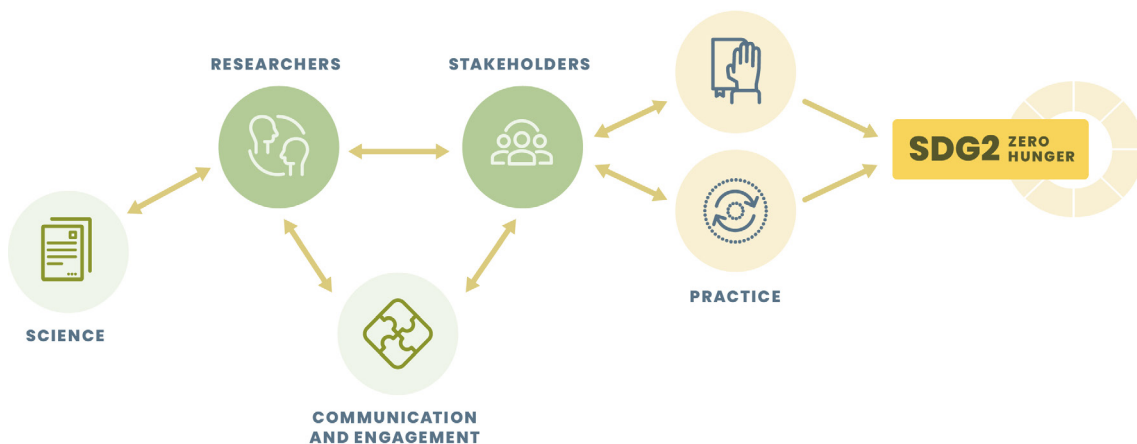 RESEARCHERS
STAKEHOLDERS
SDG2 ZERO
HUNGER
SCIENCE
PRACTICE
COMMUNICATION
AND ENGAGEMENT